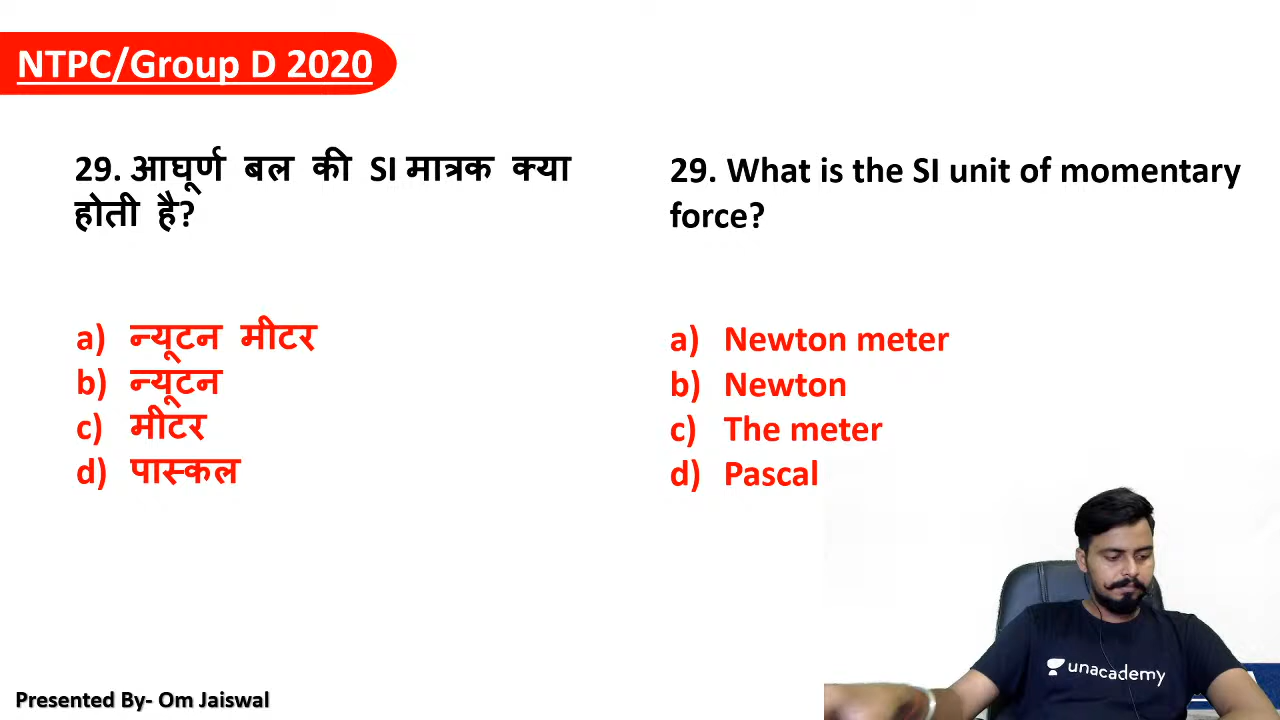 NTPC/Group D 2020
29. आघूर्ण बल की SI मात्रक क्या
होती है?
a) न्यूटन मीटर
b) न्यूटन
c) मीटर
d) पास्कल
29. What is the SI unit of momentary
force?
a) Newton meter
b) Newton
c) The meter
d) Pascal
unacademy
Presented By- Om Jaiswal